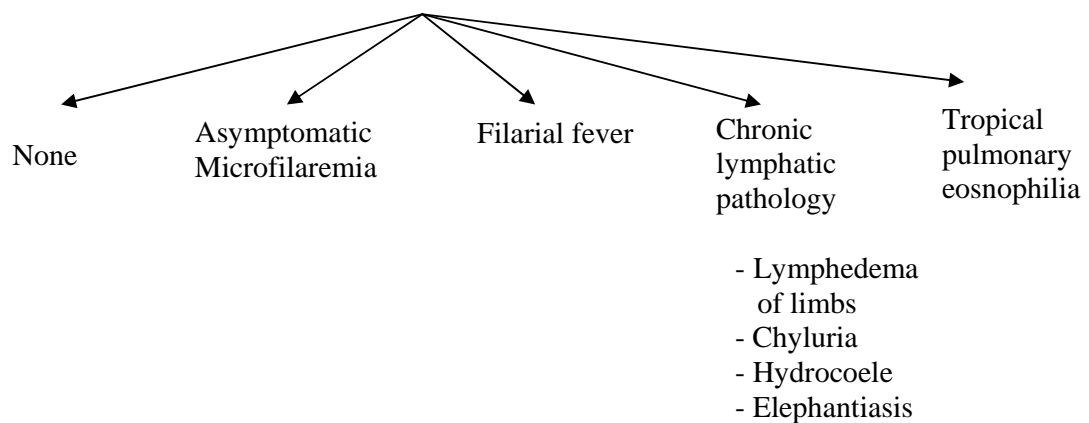 None
Asymptomatic
Microfilaremia
Filarial fever
Chronic
lymphatic
pathology
Tropical
pulmonary
eosnophilia
- Lymphedema
of limbs
- Chyluria
- Hydrocoele
- Elephantiasis